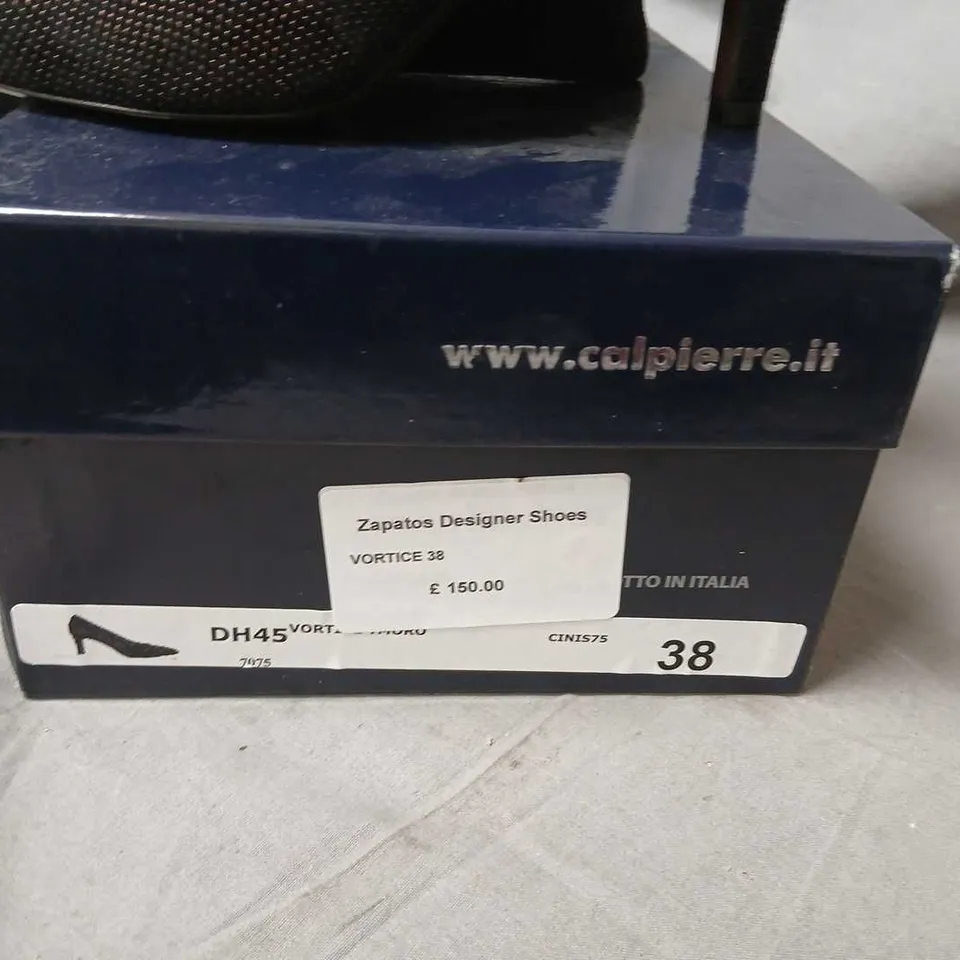 www.calpierre.it
Zapatos Designer Shoes
VORTICE 38
£ 150.00
TTO IN ITALIA
DH45
CINIS75
7075
38